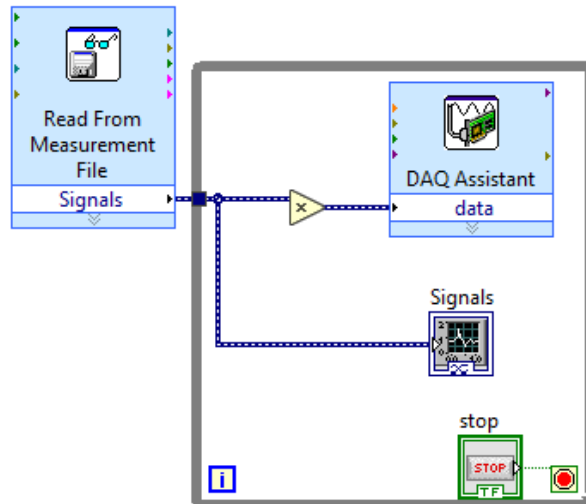 Read From
Measurement
File
Signals
DAQ Assistant
data
Signals
stop
STOP
TF
i